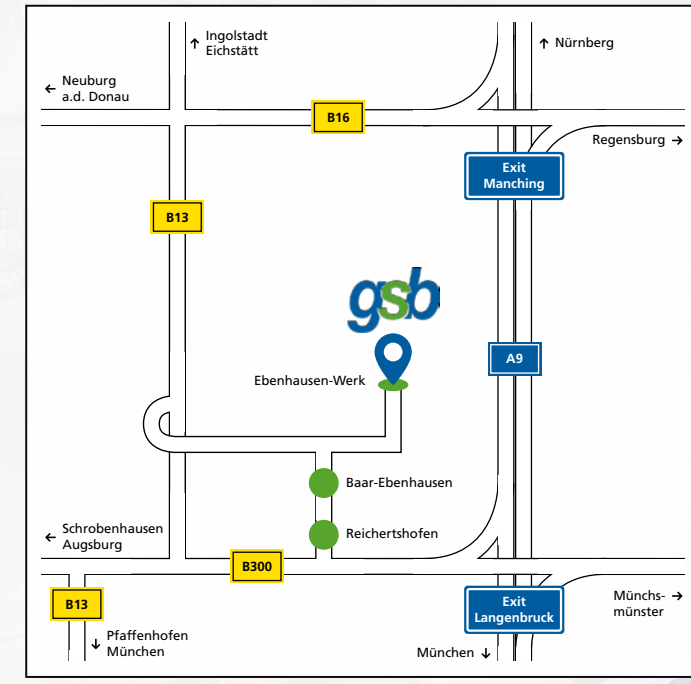 Ingolstadt
Eichstätt
Nürnberg
Neuburg
a.d. Donau
B16
Regensburg
Exit
Manching
B13
gsb
A9
Ebenhausen-Werk
Baar-Ebenhausen
Schrobenhausen
Augsburg
Reichertshofen
B300
B13
Exit
Langenbruck
Münchs-
münster
Pfaffenhofen
München
München